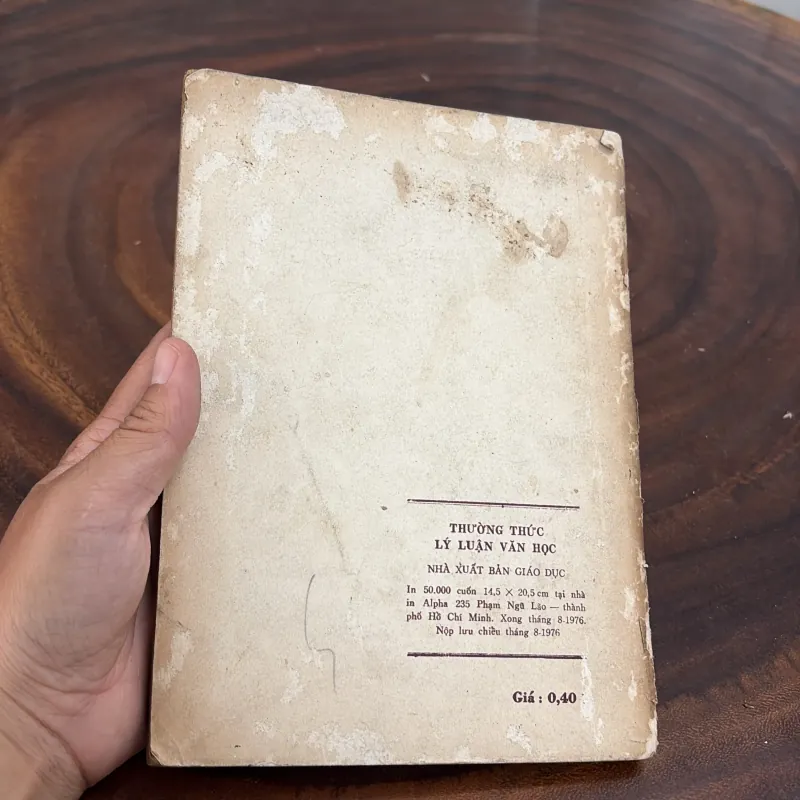 THƯỜNG THỨC
LÝ LUẬN VĂN HỌC
NHÀ XUẤT BẢN GIÁO DỤC
In 50.000 cuốn 14,5 × 20,5 cm tại nhà
in Alpha 235 Phạm Ngũ Lão — thành
phố Hồ Chí Minh. Xong tháng 8-1976.
Nộp lưu chiểu tháng 8-1976
Giá : 0,40